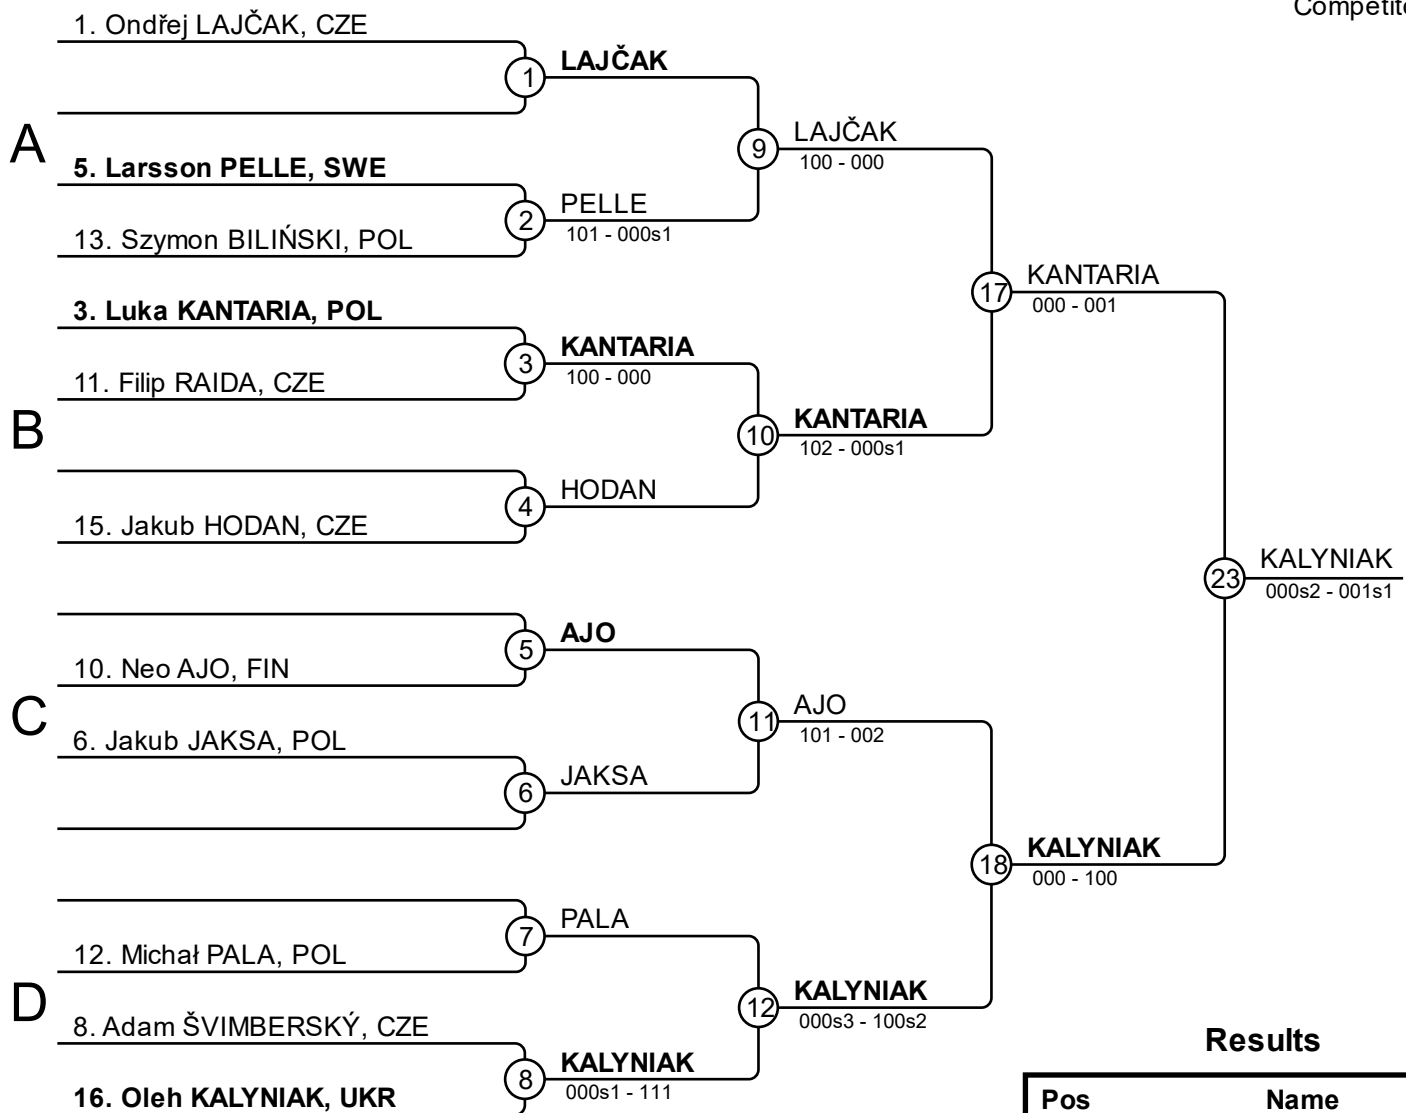 Competit
1. Ondřej LAJČAK, CZE
1
LAJČAK
A
9
LAJČAK
100 - 000
5. Larsson PELLE, SWE
2
PELLE
101 - 000s1
13. Szymon BILIŃSKI, POL
17
KANTARIA
000 - 001
3. Luka KANTARIA, POL
3
KANTARIA
100 - 000
11. Filip RAIDA, CZE
B
10
KANTARIA
102 - 000s1
4
HODAN
15. Jakub HODAN, CZE
23
KALYNIAK
000s2 - 001s1
5
AJO
10. Neo AJO, FIN
C
11
AJO
101 - 002
6. Jakub JAKSA, POL
6
JAKSA
18
KALYNIAK
000 - 100
7
PALA
12. Michał PALA, POL
D
12
KALYNIAK
000s3 - 100s2
8. Adam ŠVIMBERSKÝ, CZE
8
KALYNIAK
000s1 - 111
16. Oleh KALYNIAK, UKR
Results
Pos Name